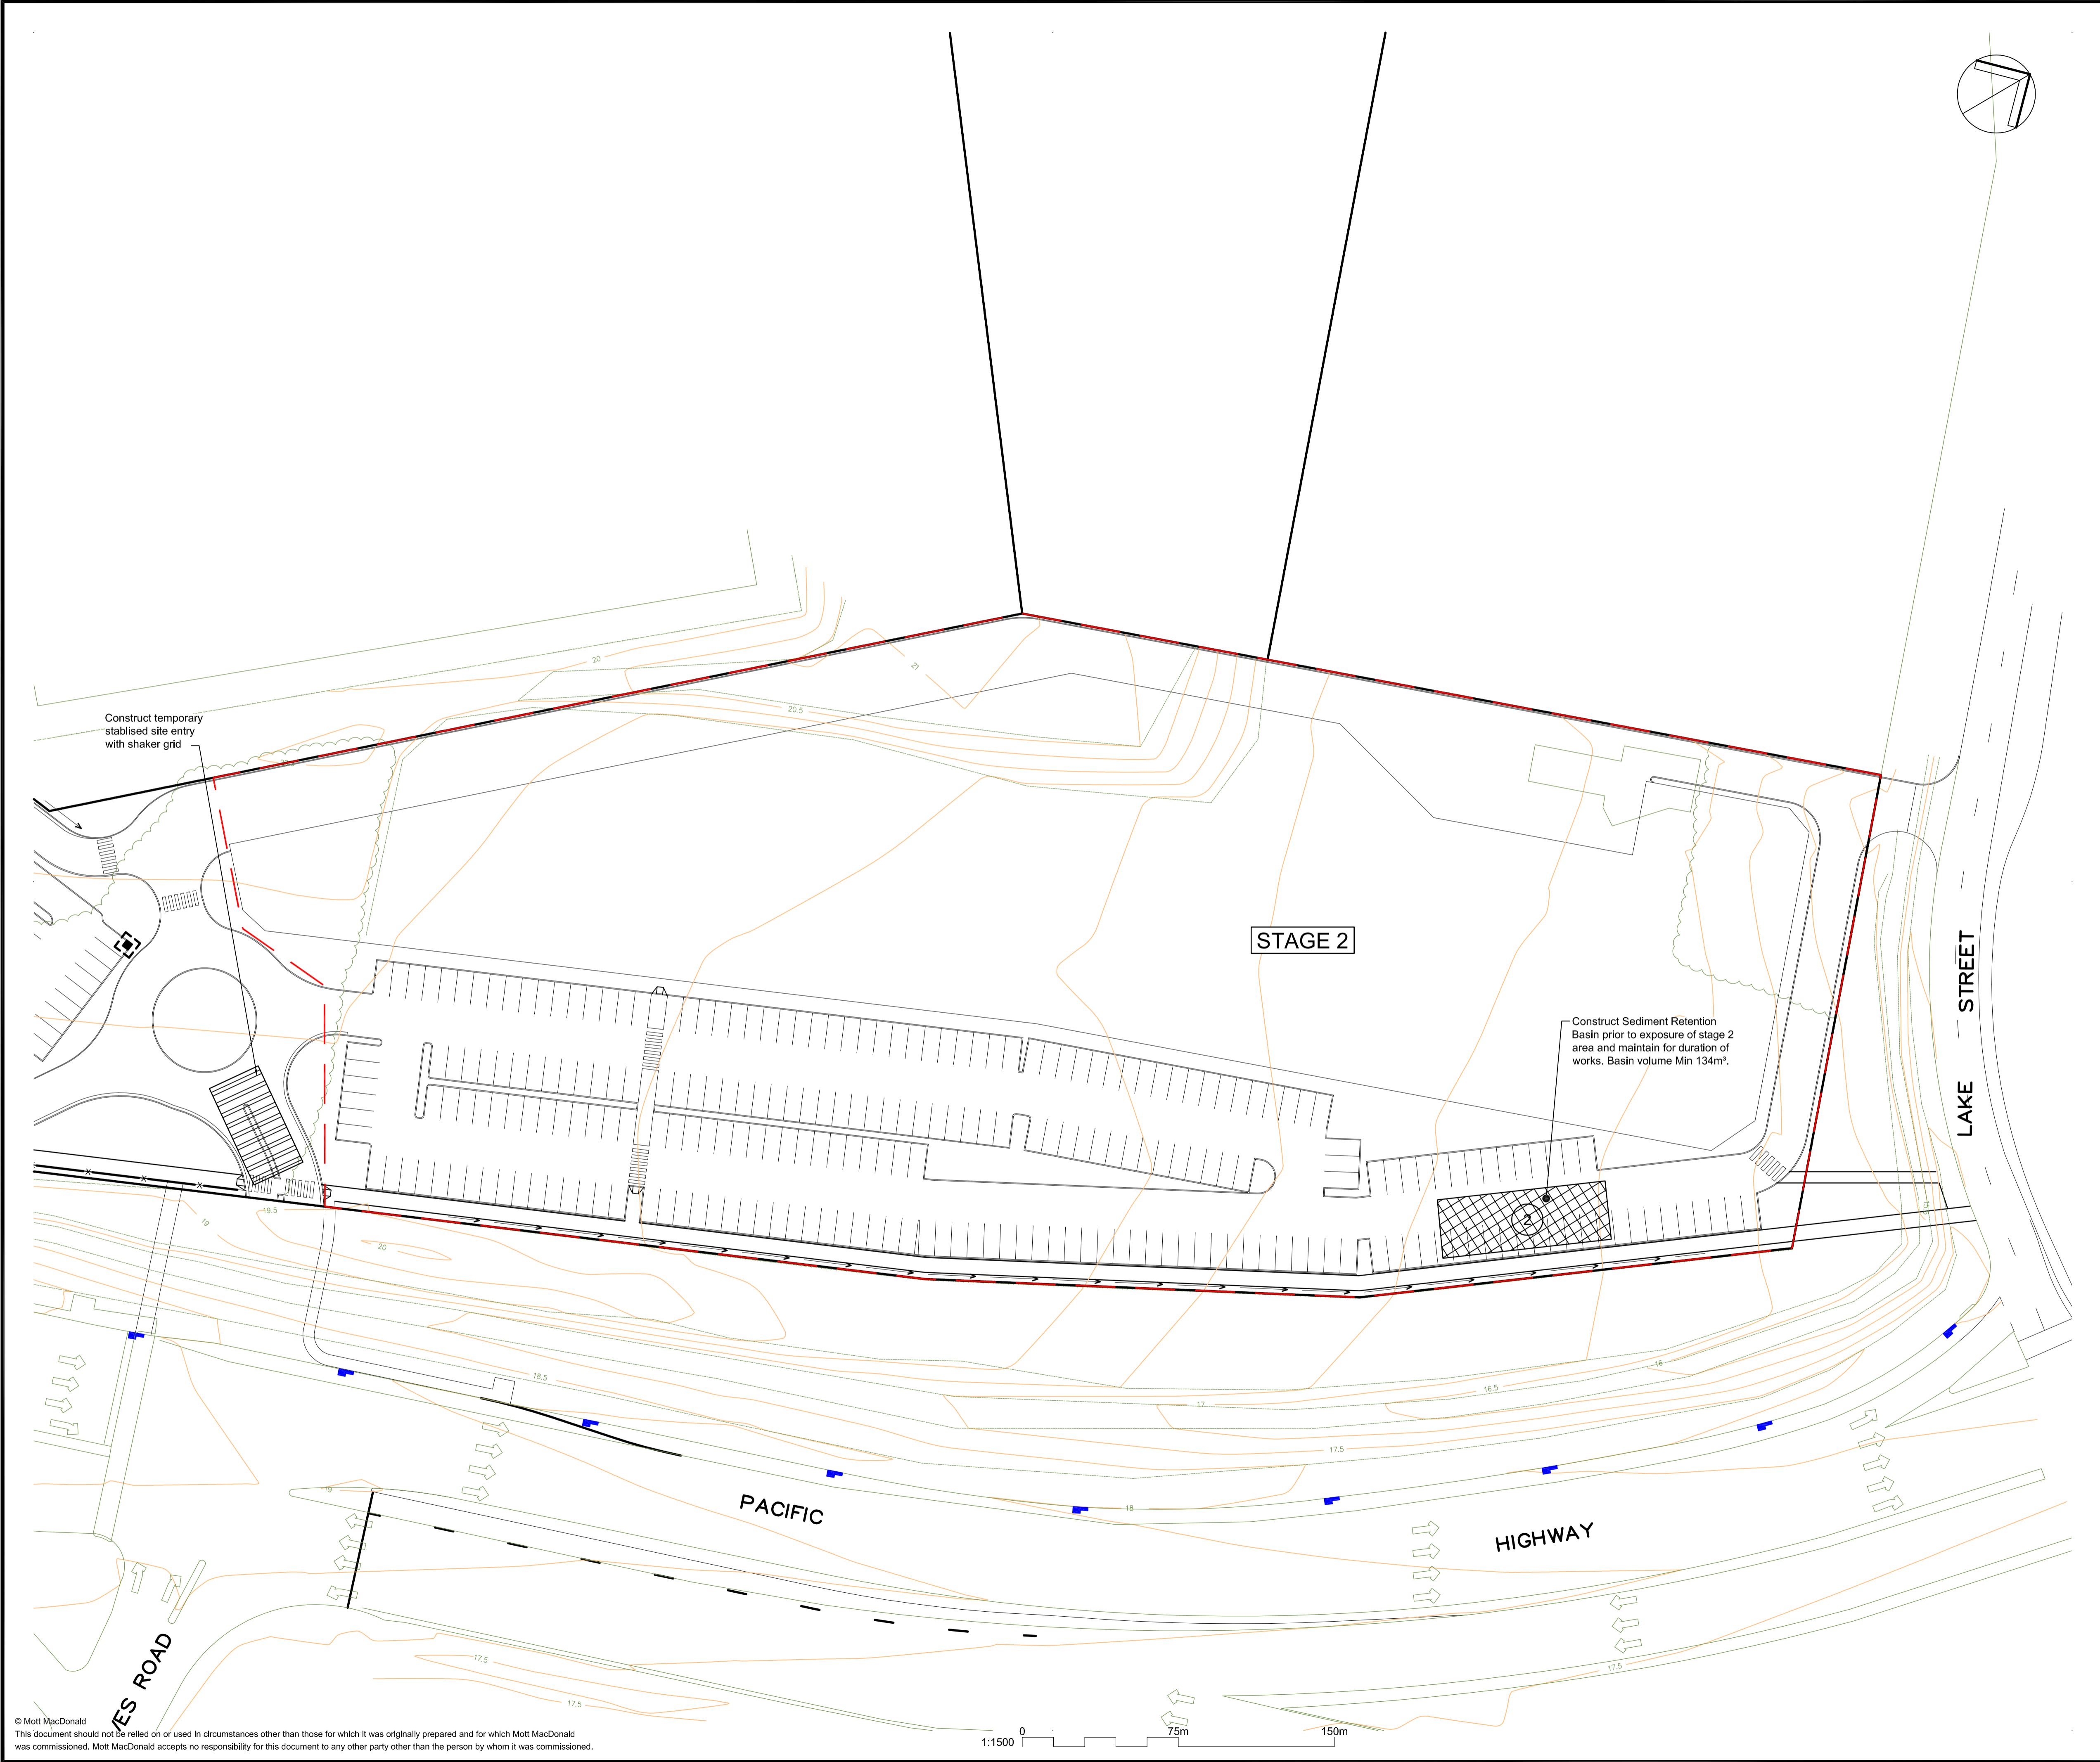 20
21
20.5
Construct temporary
stablised site entry
with shaker grid
STAGE 2
LAKE STREET
Construct Sediment Retention
Basin prior to exposure of stage 2
area and maintain for duration of
works. Basin volume Min 134m³.
2
x
x
x
19.5
19
20
18.5
16
16.5
17
17.5
18
PACIFIC
HIGHWAY
19
17.5
17.5
17.5
VES ROAD
© Mott MacDonald
This document should not be relied on or used in circumstances other than those for which it was originally prepared and for which Mott MacDonald
was commissioned. Mott MacDonald accepts no responsibility for this document to any other party other than the person by whom it was commissioned.
1:1500
0
75m
150m